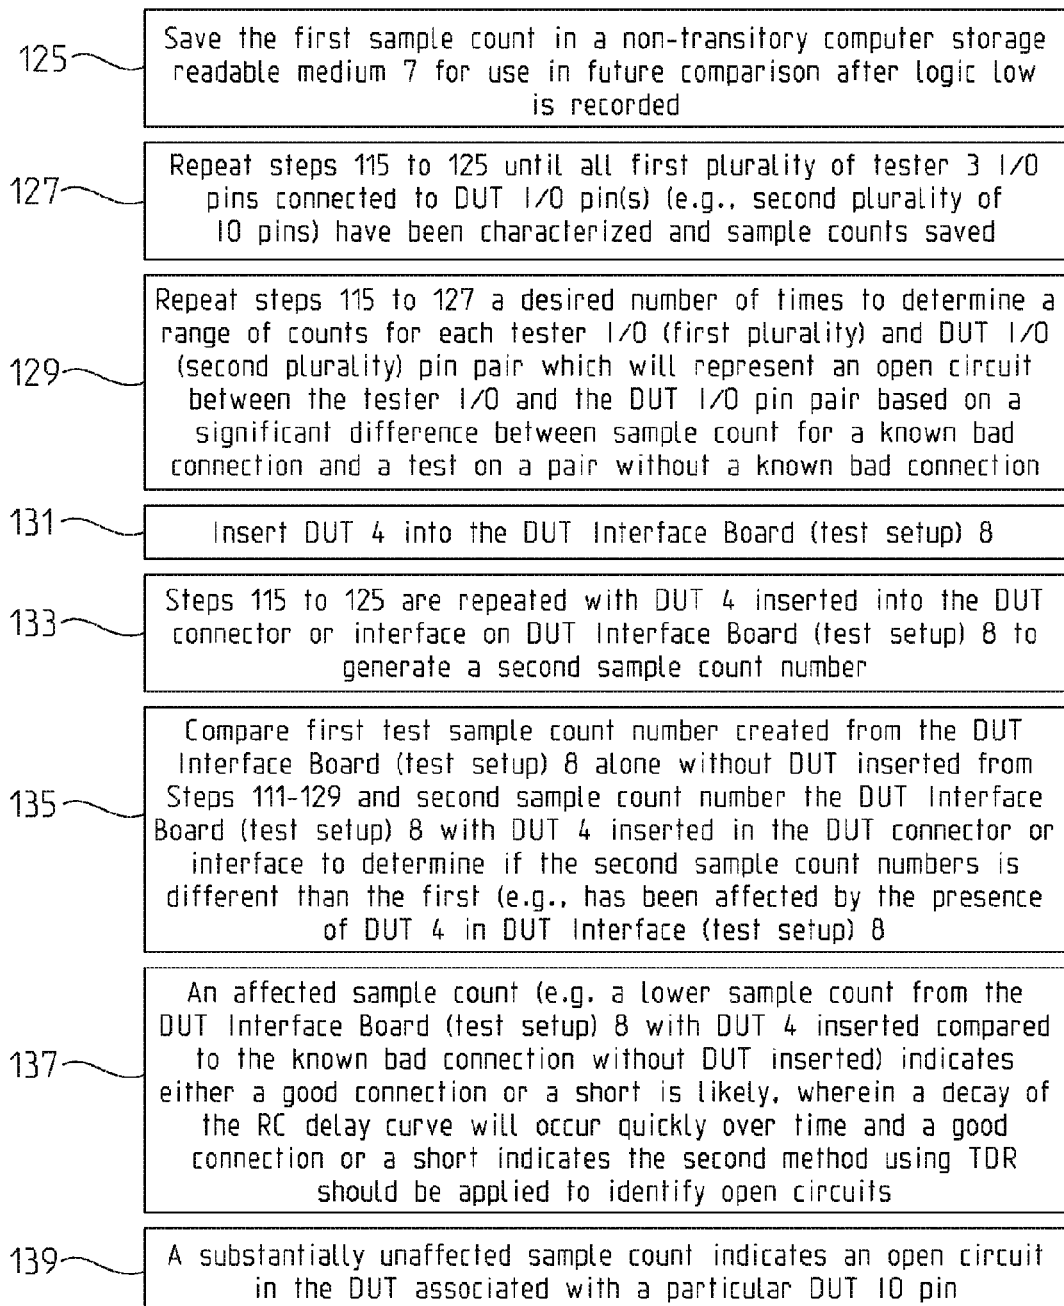 125
Save the first sample count in a non-transitory computer storage
readable medium 7 for use in future comparison after logic low
is recorded
127
Repeat steps 115 to 125 until all first plurality of tester 3 I/O
pins connected to DUT I/O pin(s) (e.g., second plurality of
IO pins) have been characterized and sample counts saved
129
Repeat steps 115 to 127 a desired number of times to determine a
range of counts for each tester I/O (first plurality) and DUT I/O
(second plurality) pin pair which will represent an open circuit
between the tester I/O and the DUT I/O pin pair based on a
significant difference between sample count for a known bad
connection and a test on a pair without a known bad connection
131
Insert DUT 4 into the DUT Interface Board (test setup) 8
133
Steps 115 to 125 are repeated with DUT 4 inserted into the DUT
connector or interface on DUT Interface Board (test setup) 8 to
generate a second sample count number
135
Compare first test sample count number created from the DUT
Interface Board (test setup) 8 alone without DUT inserted from
Steps 111-129 and second sample count number the DUT Interface
Board (test setup) 8 with DUT 4 inserted in the DUT connector or
interface to determine if the second sample count numbers is
different than the first (e.g., has been affected by the presence
of DUT 4 in DUT Interface (test setup) 8
137
An affected sample count (e.g. a lower sample count from the
DUT Interface Board (test setup) 8 with DUT 4 inserted compared
to the known bad connection without DUT inserted) indicates
either a good connection or a short is likely, wherein a decay of
the RC delay curve will occur quickly over time and a good
connection or a short indicates the second method using TDR
should be applied to identify open circuits
139
A substantially unaffected sample count indicates an open circuit
in the DUT associated with a particular DUT IO pin